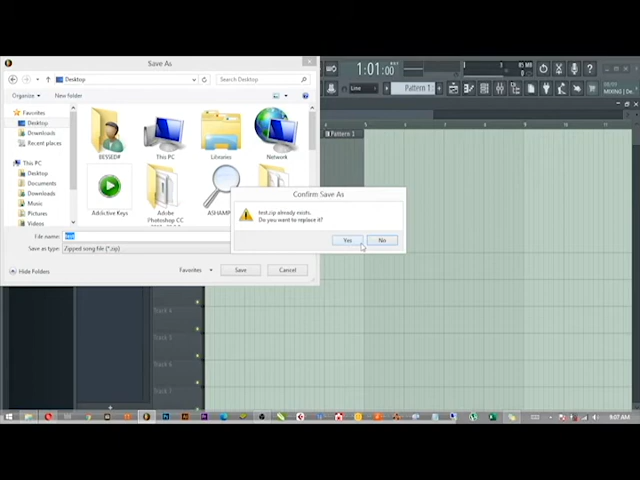 Save As
Desktop
Search Desktop
Organize
New folder
Favorites
Desktop
Downloads
Recent places
This PC
Desktop
Documents
Downloads
Music
Pictures
Videos
BESSED#
This PC
Libraries
Network
Addictive Keys
Adobe
Photoshop CC
ASHAMP
File name:
test
Save as type: Zipped song file (*.zip)
Hide Folders
Favorites
Save
Cancel
Confirm Save As
test.zip already exists.
Do you want to replace it?
Yes
No
1:01:00
Line
Pattern 1
Pattern 1
Track 4
Track 5
Track 6
Track 7
9:07 AM